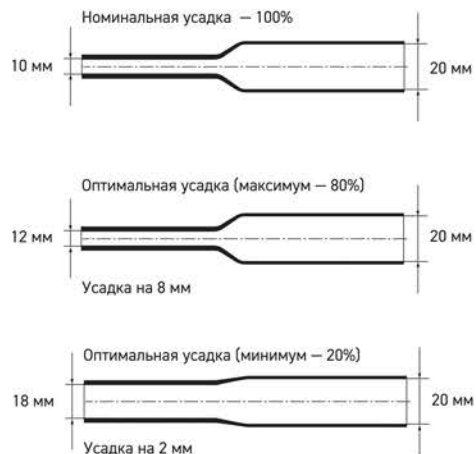 Номинальная усадка – 100%
10 мм
20 мм
Оптимальная усадка (максимум – 80%)
12 мм
20 мм
Усадка на 8 мм
Оптимальная усадка (минимум – 20%)
18 мм
20 мм
Усадка на 2 мм